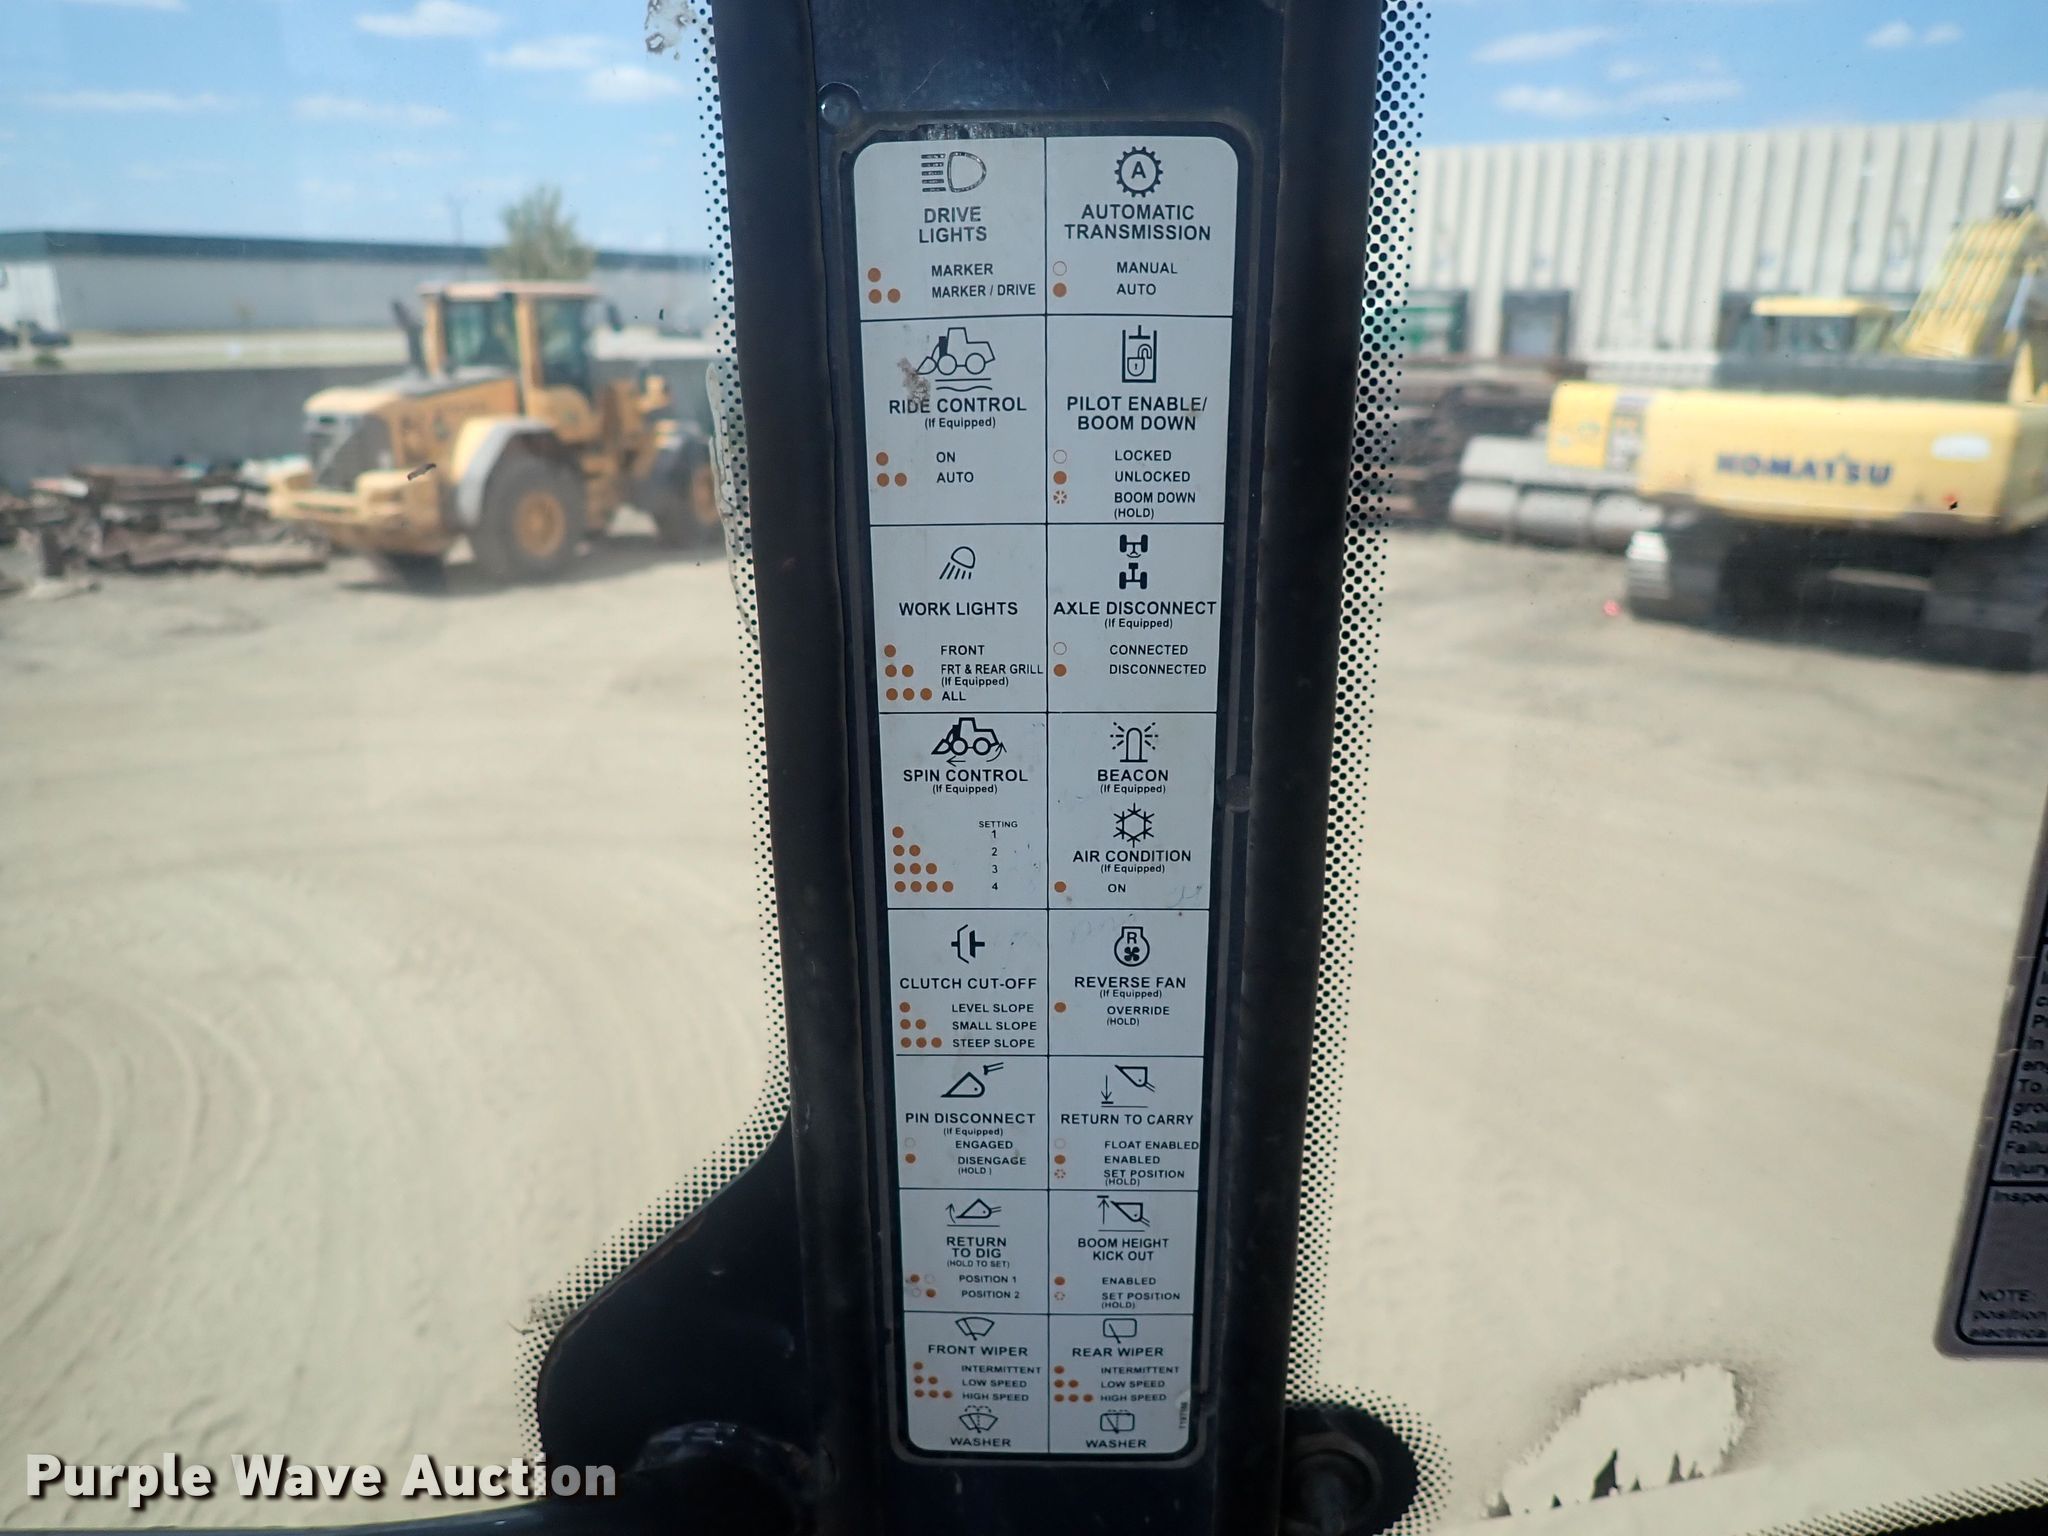 DRIVE
LIGHTS
MARKER
MARKER / DRIVE
A
AUTOMATIC
TRANSMISSION
MANUAL
AUTO
RIDE CONTROL
(If Equipped)
ON
AUTO
PILOT ENABLE/
BOOM DOWN
LOCKED
UNLOCKED
BOOM DOWN
(HOLD)
WORK LIGHTS
FRONT
FRT & REAR GRILL
(If Equipped)
ALL
AXLE DISCONNECT
(If Equipped)
CONNECTED
DISCONNECTED
SPIN CONTROL
(If Equipped)
SETTING
1
2
3
4
BEACON
(If Equipped)
AIR CONDITION
(If Equipped)
ON
CLUTCH CUT-OFF
LEVEL SLOPE
SMALL SLOPE
STEEP SLOPE
R
REVERSE FAN
(If Equipped)
OVERRIDE
(HOLD)
PIN DISCONNECT
(If Equipped)
ENGAGED
DISENGAGE
(HOLD )
RETURN TO CARRY
FLOAT ENABLED
ENABLED
SET POSITION
(HOLD)
RETURN
TO DIG
(HOLD TO SET)
POSITION 1
POSITION 2
BOOM HEIGHT
KICK OUT
ENABLED
SET POSITION
(HOLD)
FRONT WIPER
INTERMITTENT
LOW SPEED
HIGH SPEED
WASHER
REAR WIPER
INTERMITTENT
LOW SPEED
HIGH SPEED
WASHER
KOMATSU
To
Injury
Inspec
NOTE:
position
electrica
Purple Wave Auction